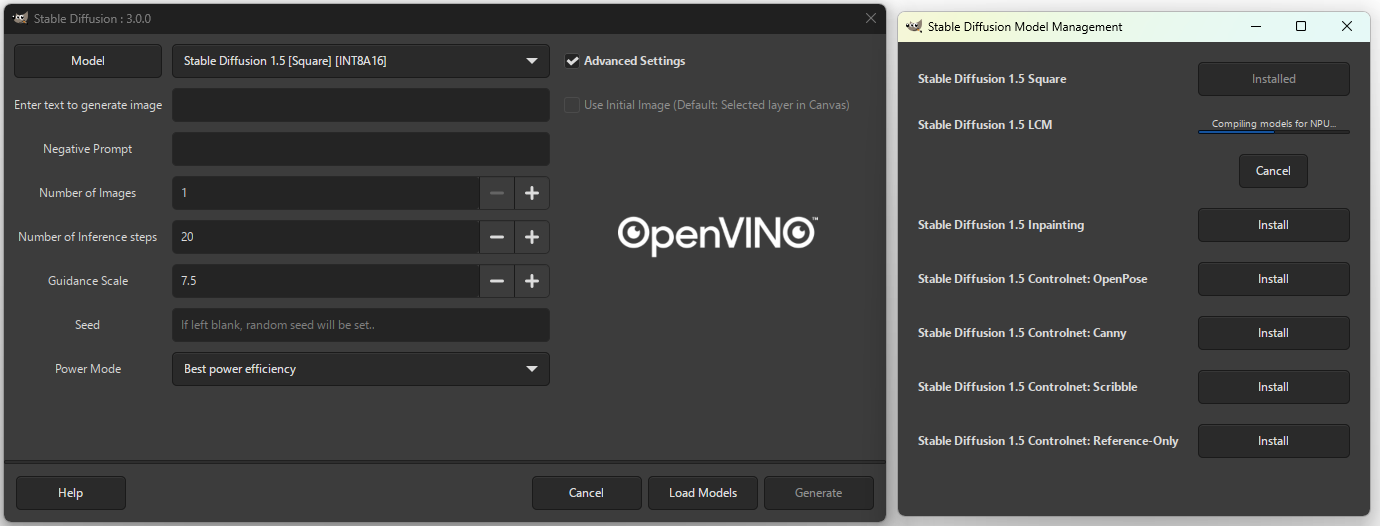 Stable Diffusion : 3.0.0
Model
Stable Diffusion 1.5 [Square] [INT8A16]
Advanced Settings
Enter text to generate image
Use Initial Image (Default: Selected layer in Canvas)
Negative Prompt
Number of Images
1
Number of Inference steps
20
OpenVINO™
Guidance Scale
7.5
Seed
If left blank, random seed will be set..
Power Mode
Best power efficiency
Help
Cancel
Load Models
Generate
Stable Diffusion Model Management
Stable Diffusion 1.5 Square
Installed
Stable Diffusion 1.5 LCM
Compiling models for NPU...
Cancel
Stable Diffusion 1.5 Inpainting
Install
Stable Diffusion 1.5 Controlnet: OpenPose
Install
Stable Diffusion 1.5 Controlnet: Canny
Install
Stable Diffusion 1.5 Controlnet: Scribble
Install
Stable Diffusion 1.5 Controlnet: Reference-Only
Install